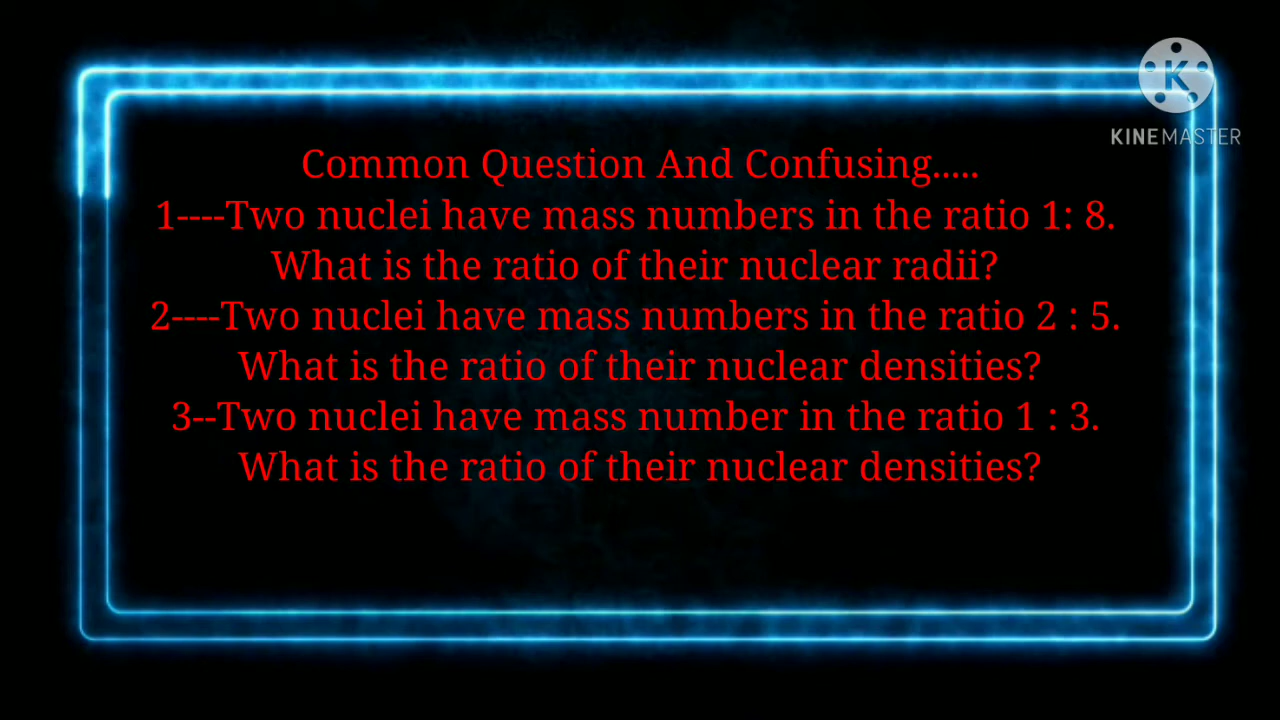 K
KINEMASTER
Common Question And Confusing.....
1----Two nuclei have mass numbers in the ratio 1: 8.
What is the ratio of their nuclear radii?
2----Two nuclei have mass numbers in the ratio 2 : 5.
What is the ratio of their nuclear densities?
3--Two nuclei have mass number in the ratio 1 : 3.
What is the ratio of their nuclear densities?